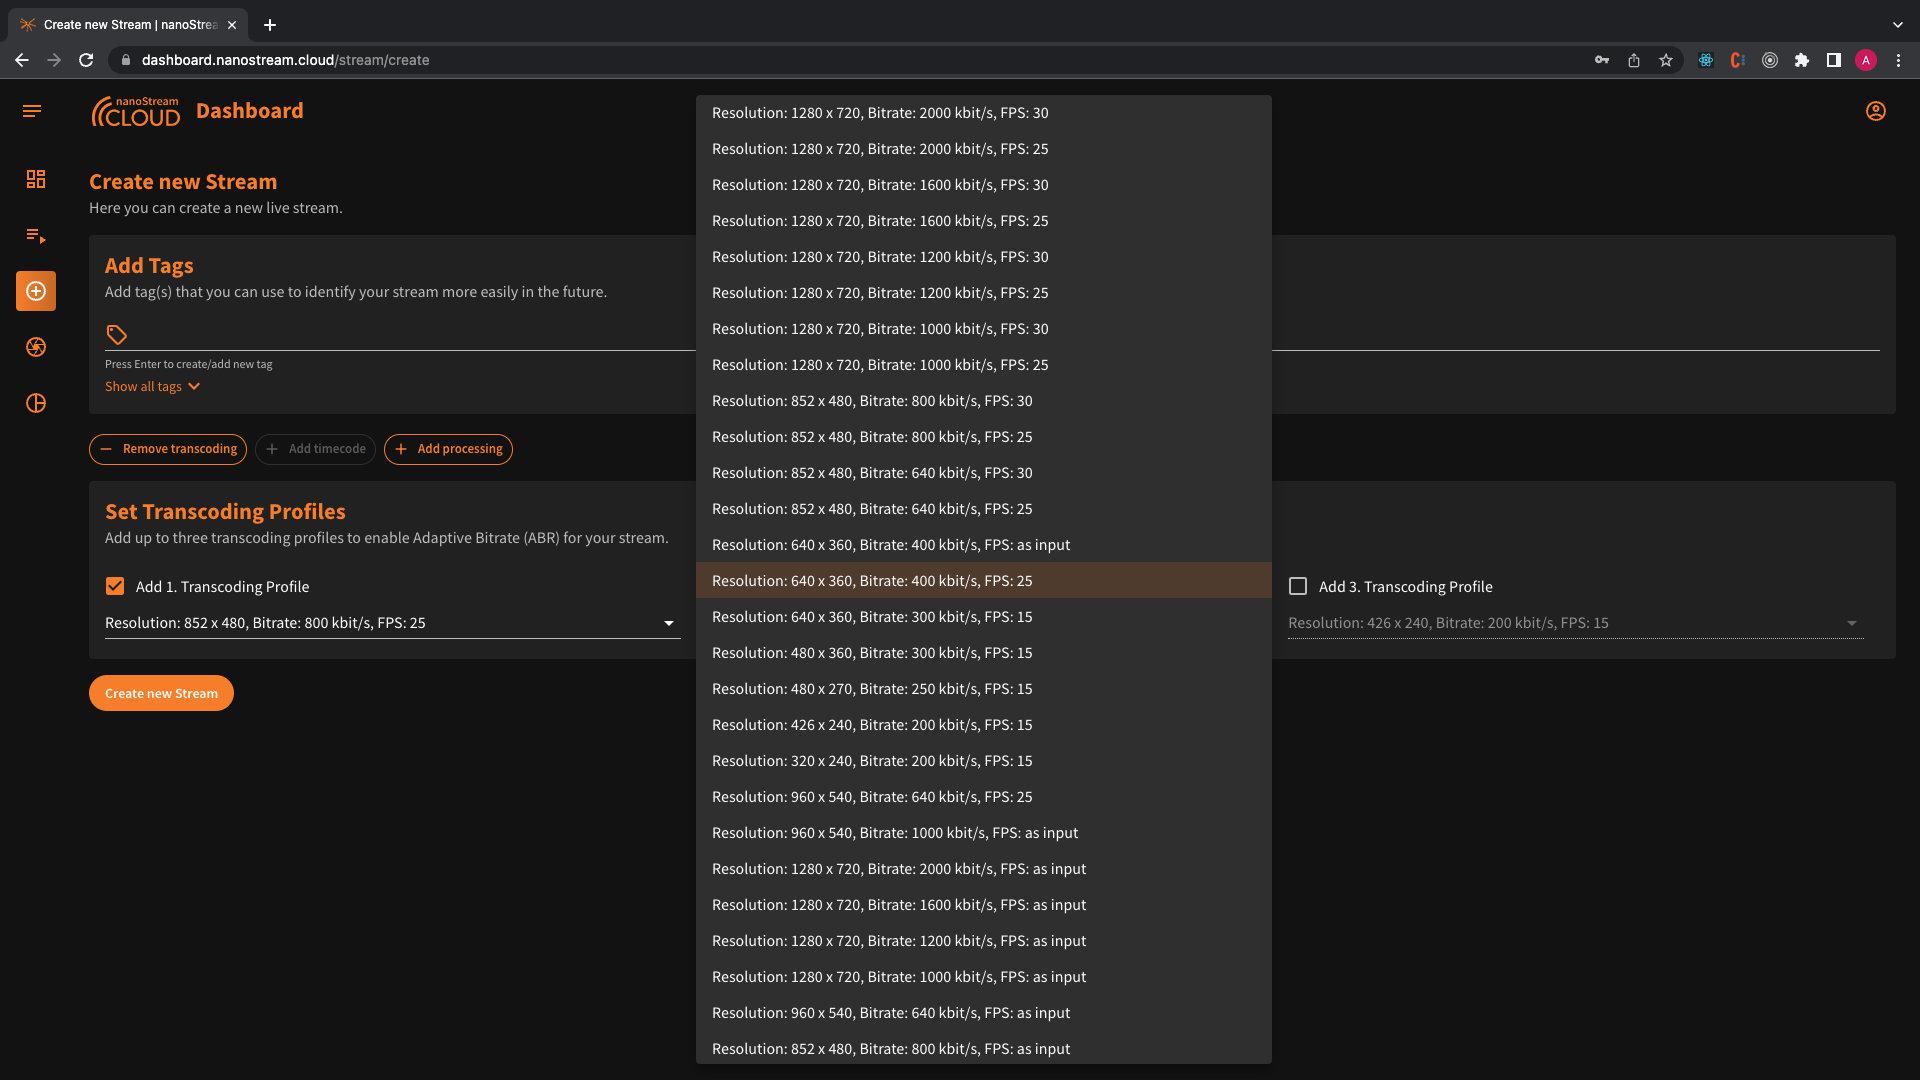 Create new Stream | nanoStrea
dashboard.nanostream.cloud/stream/create
A
nanoStream
CLOUD
Dashboard
Create new Stream
Here you can create a new live stream.
Add Tags
Add tag(s) that you can use to identify your stream more easily in the future.
Press Enter to create/add new tag
Show all tags
Remove transcoding
Add timecode
Add processing
Set Transcoding Profiles
Add up to three transcoding profiles to enable Adaptive Bitrate (ABR) for your stream.
Add 1. Transcoding Profile
Resolution: 852 x 480, Bitrate: 800 kbit/s, FPS: 25
Create new Stream
Resolution: 1280 x 720, Bitrate: 2000 kbit/s, FPS: 30
Resolution: 1280 x 720, Bitrate: 2000 kbit/s, FPS: 25
Resolution: 1280 x 720, Bitrate: 1600 kbit/s, FPS: 30
Resolution: 1280 x 720, Bitrate: 1600 kbit/s, FPS: 25
Resolution: 1280 x 720, Bitrate: 1200 kbit/s, FPS: 30
Resolution: 1280 x 720, Bitrate: 1200 kbit/s, FPS: 25
Resolution: 1280 x 720, Bitrate: 1000 kbit/s, FPS: 30
Resolution: 1280 x 720, Bitrate: 1000 kbit/s, FPS: 25
Resolution: 852 x 480, Bitrate: 800 kbit/s, FPS: 30
Resolution: 852 x 480, Bitrate: 800 kbit/s, FPS: 25
Resolution: 852 x 480, Bitrate: 640 kbit/s, FPS: 30
Resolution: 852 x 480, Bitrate: 640 kbit/s, FPS: 25
Resolution: 640 x 360, Bitrate: 400 kbit/s, FPS: as input
Resolution: 640 x 360, Bitrate: 400 kbit/s, FPS: 25
Resolution: 640 x 360, Bitrate: 300 kbit/s, FPS: 15
Resolution: 480 x 360, Bitrate: 300 kbit/s, FPS: 15
Resolution: 480 x 270, Bitrate: 250 kbit/s, FPS: 15
Resolution: 426 x 240, Bitrate: 200 kbit/s, FPS: 15
Resolution: 320 x 240, Bitrate: 200 kbit/s, FPS: 15
Resolution: 960 x 540, Bitrate: 640 kbit/s, FPS: 25
Resolution: 960 x 540, Bitrate: 1000 kbit/s, FPS: as input
Resolution: 1280 x 720, Bitrate: 2000 kbit/s, FPS: as input
Resolution: 1280 x 720, Bitrate: 1600 kbit/s, FPS: as input
Resolution: 1280 x 720, Bitrate: 1200 kbit/s, FPS: as input
Resolution: 1280 x 720, Bitrate: 1000 kbit/s, FPS: as input
Resolution: 960 x 540, Bitrate: 640 kbit/s, FPS: as input
Resolution: 852 x 480, Bitrate: 800 kbit/s, FPS: as input
Add 3. Transcoding Profile
Resolution: 426 x 240, Bitrate: 200 kbit/s, FPS: 15